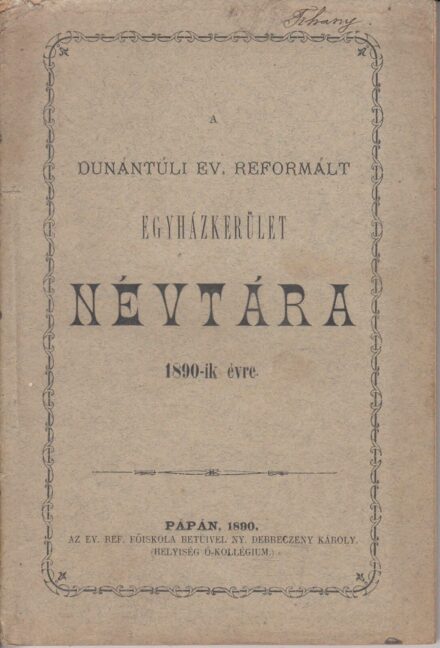 Tihany.
A
DUNÁNTÚLI EV. REFORMÁLT
EGYHÁZKERÜLET
NÉVTÁRA
1890-ik évre.
PÁPÁN, 1890.
AZ EV. REF. FŐISKOLA BETŰIVEL NY. DEBRECZENY KÁROLY.
(HELYISÉG Ó-KOLLÉGIUM.)